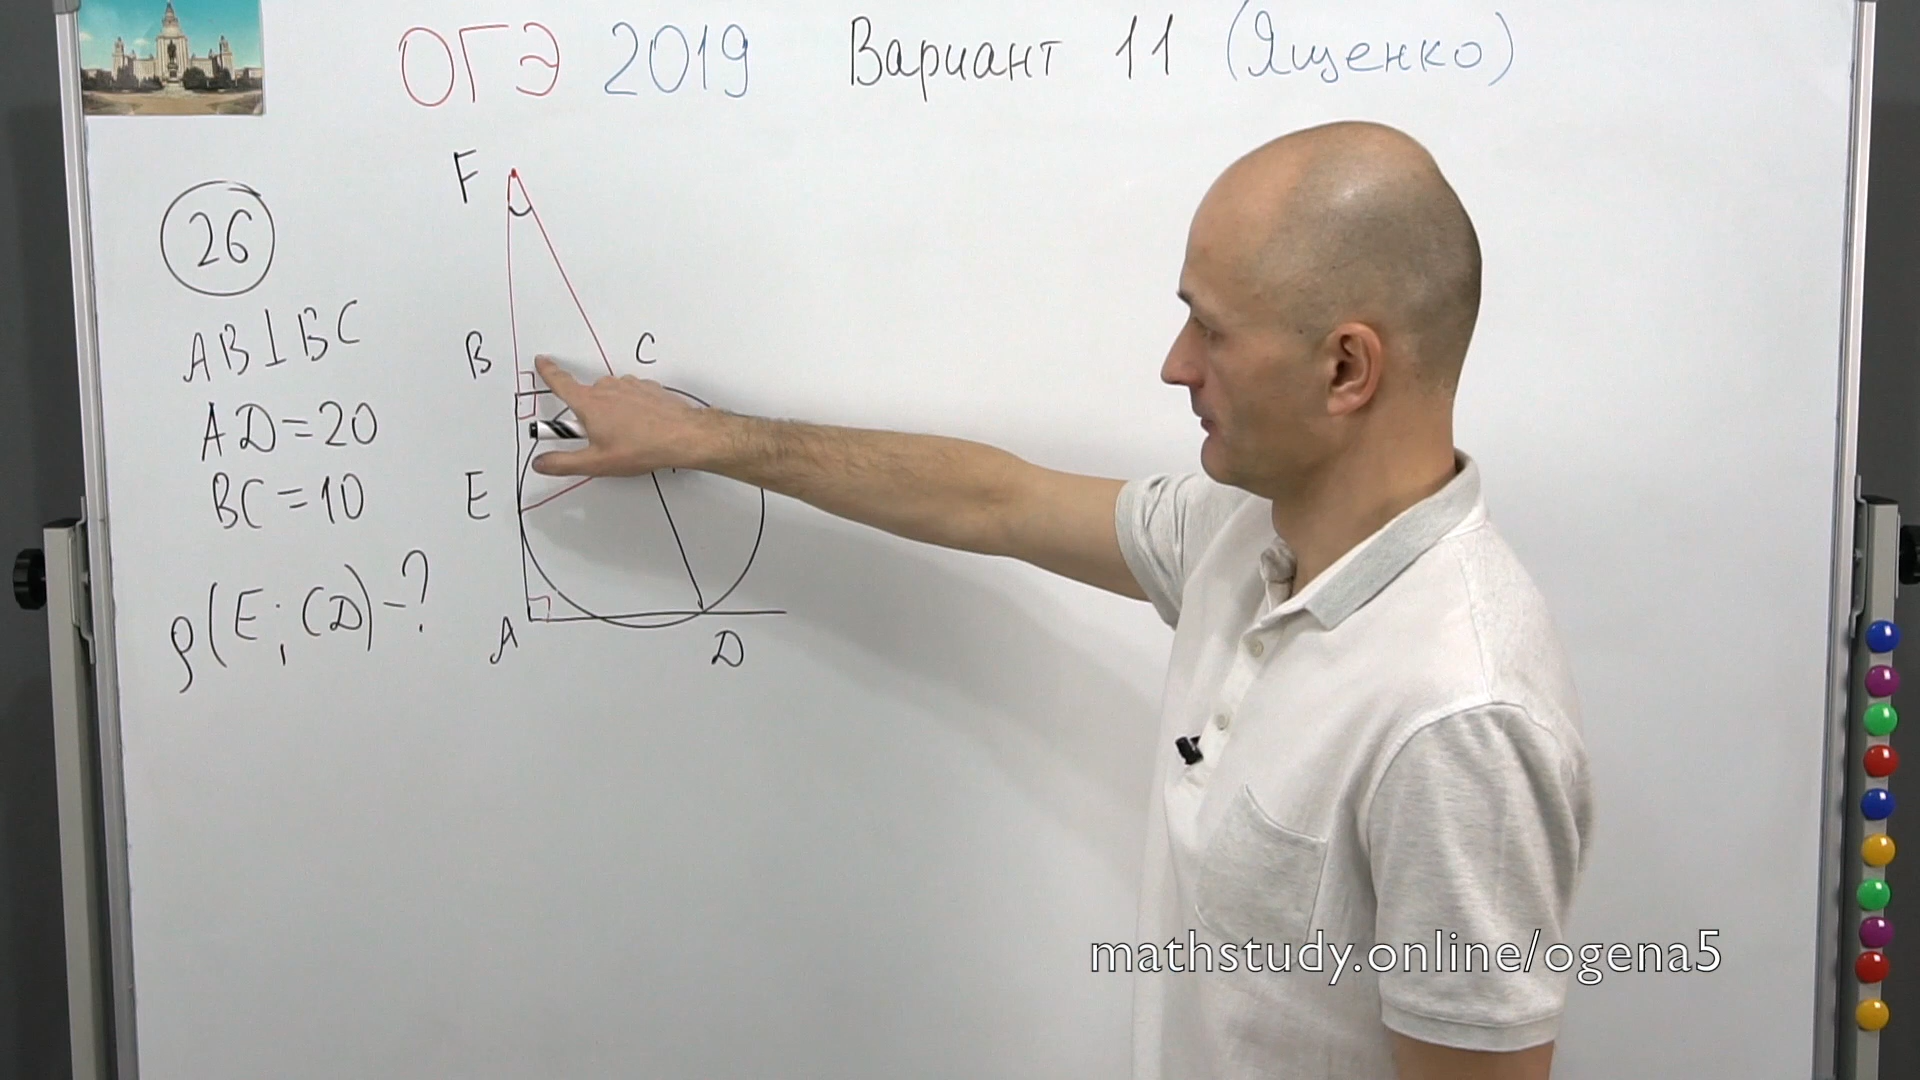 ОГЭ 2019 Вариант 11 (Ященко)
F
26
AB⊥BC
B
C
AD=20
BC=10
E
ρ(E; CD)-?
A
D
mathstudy.online/ogena5